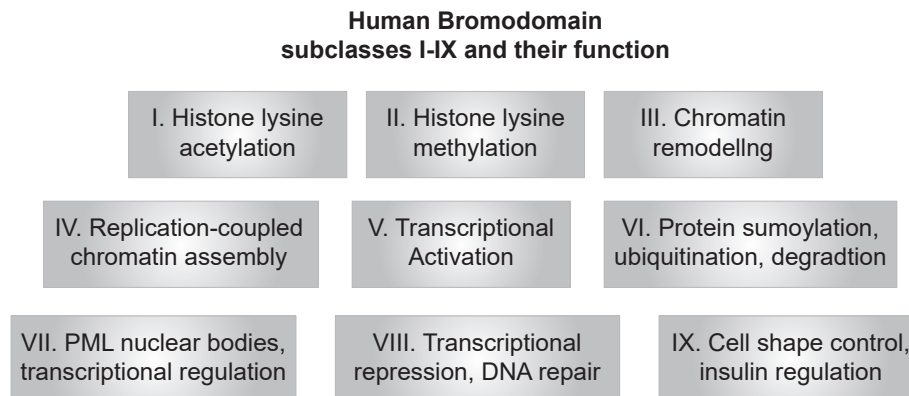 Human Bromodomain
subclasses I-IX and their function
I. Histone lysine
acetylation
II. Histone lysine
methylation
III. Chromatin
remodellng
IV. Replication-coupled
chromatin assembly
V. Transcriptional
Activation
VI. Protein sumoylation,
ubiquitination, degradtion
VII. PML nuclear bodies,
transcriptional regulation
VIII. Transcriptional
repression, DNA repair
IX. Cell shape control,
insulin regulation